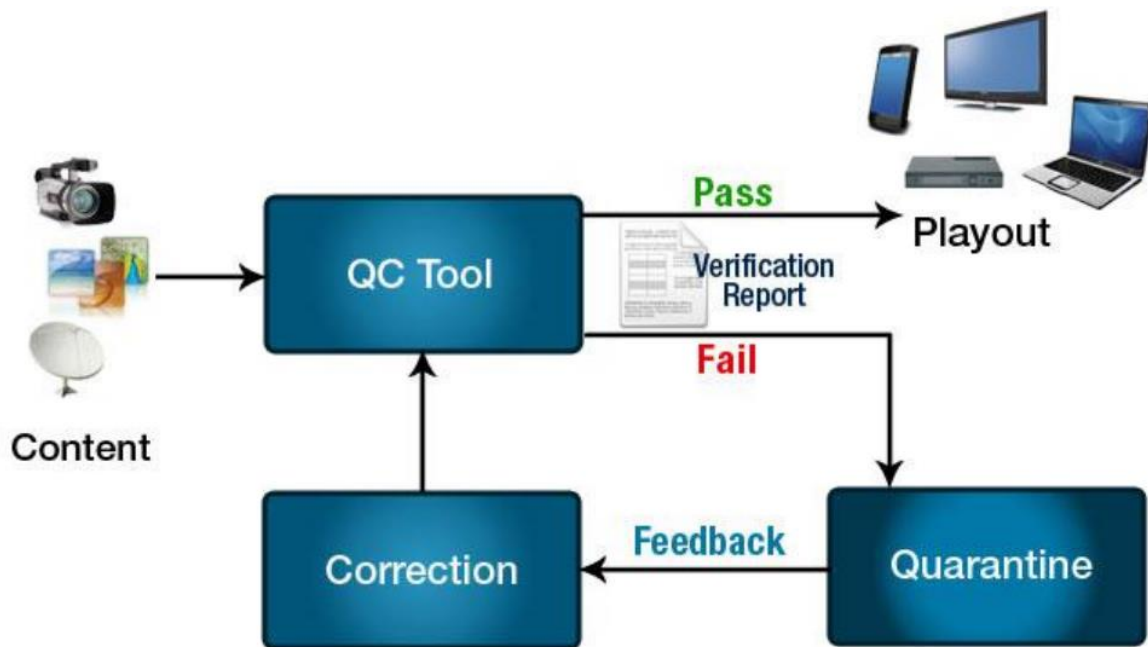 Pass
Playout
QC Tool
Verification
Report
Fail
Content
Correction
Feedback
Quarantine